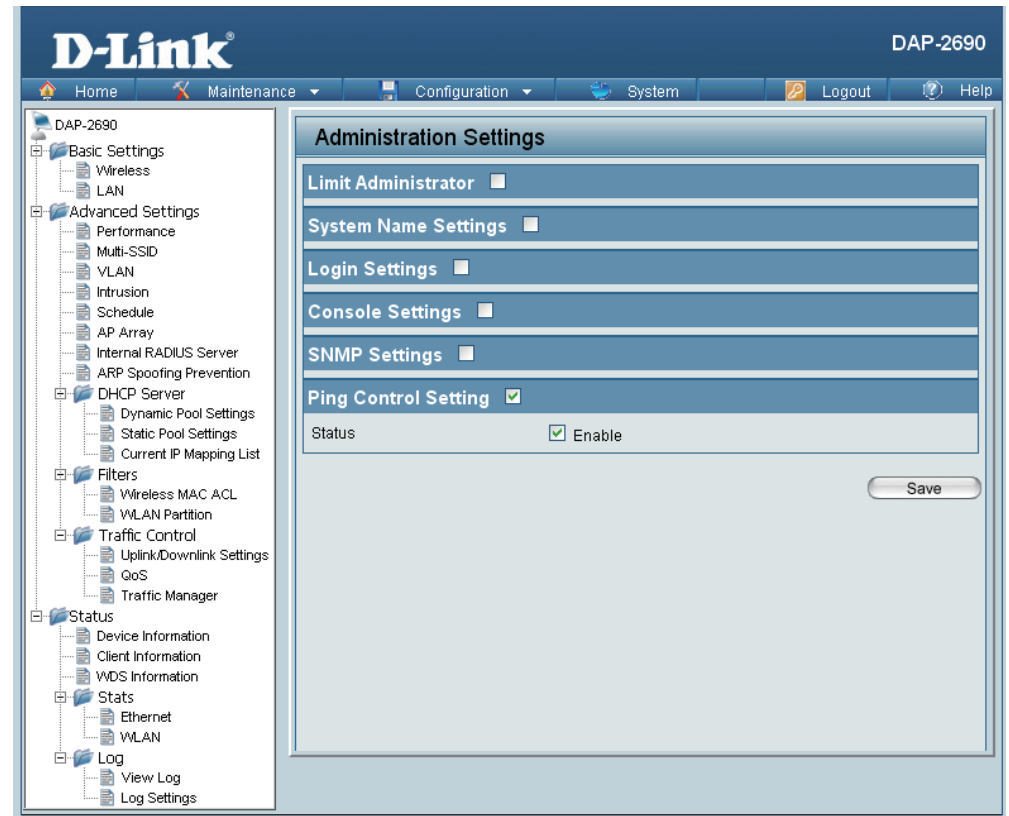 D-Link®
DAP-2690
Home
Maintenance
Configuration
System
Logout
Help
DAP-2690
Basic Settings
Wireless
LAN
Advanced Settings
Performance
Multi-SSID
VLAN
Intrusion
Schedule
AP Array
Internal RADIUS Server
ARP Spoofing Prevention
DHCP Server
Dynamic Pool Settings
Static Pool Settings
Current IP Mapping List
Filters
Wireless MAC ACL
WLAN Partition
Traffic Control
Uplink/Downlink Settings
QoS
Traffic Manager
Status
Device Information
Client Information
WDS Information
Stats
Ethernet
WLAN
Log
View Log
Log Settings
Administration Settings
Limit Administrator
System Name Settings
Login Settings
Console Settings
SNMP Settings
Ping Control Setting
Status Enable
Save